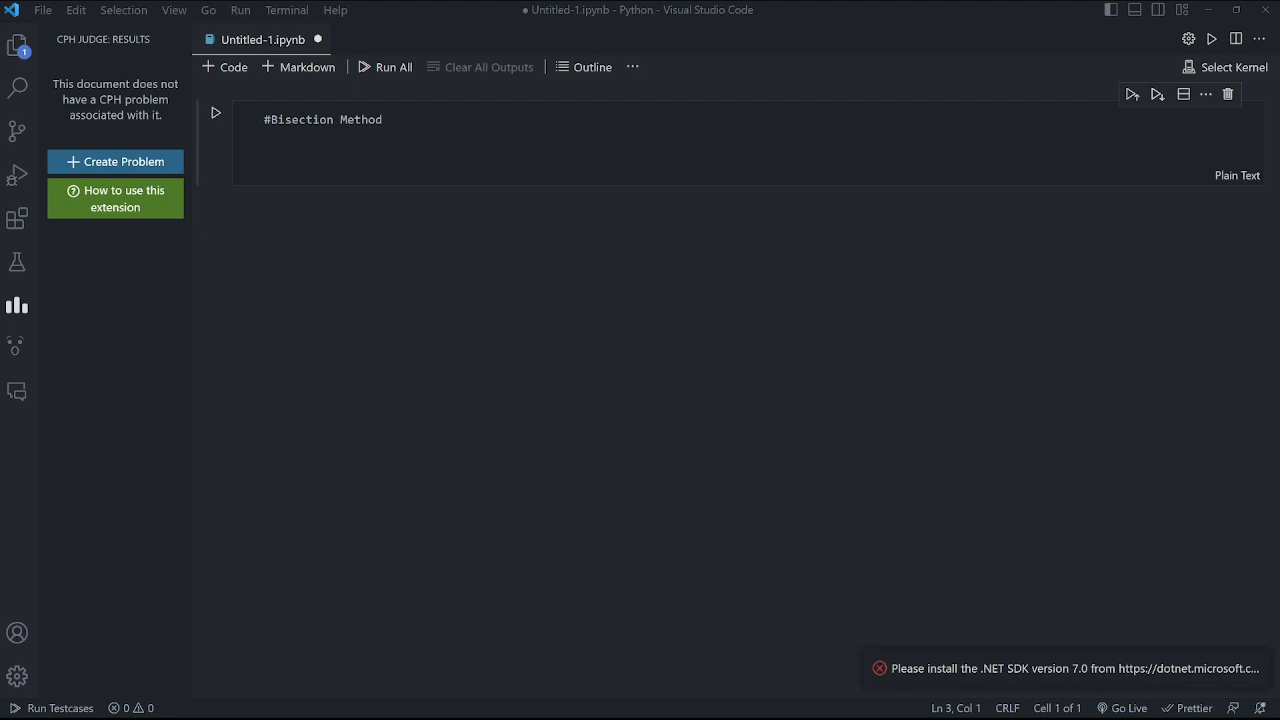 File Edit Selection View Go Run Terminal Help
● Untitled-1.ipynb - Python - Visual Studio Code
CPH JUDGE: RESULTS
Untitled-1.ipynb
Code
Markdown
Run All
Clear All Outputs
Outline
Select Kernel
This document does not
have a CPH problem
associated with it.
Create Problem
How to use this
extension
#Bisection Method
Plain Text
1
Please install the .NET SDK version 7.0 from https://dotnet.microsoft.c...
Run Testcases
0
0
Ln 3, Col 1
CRLF
Cell 1 of 1
Go Live
Prettier